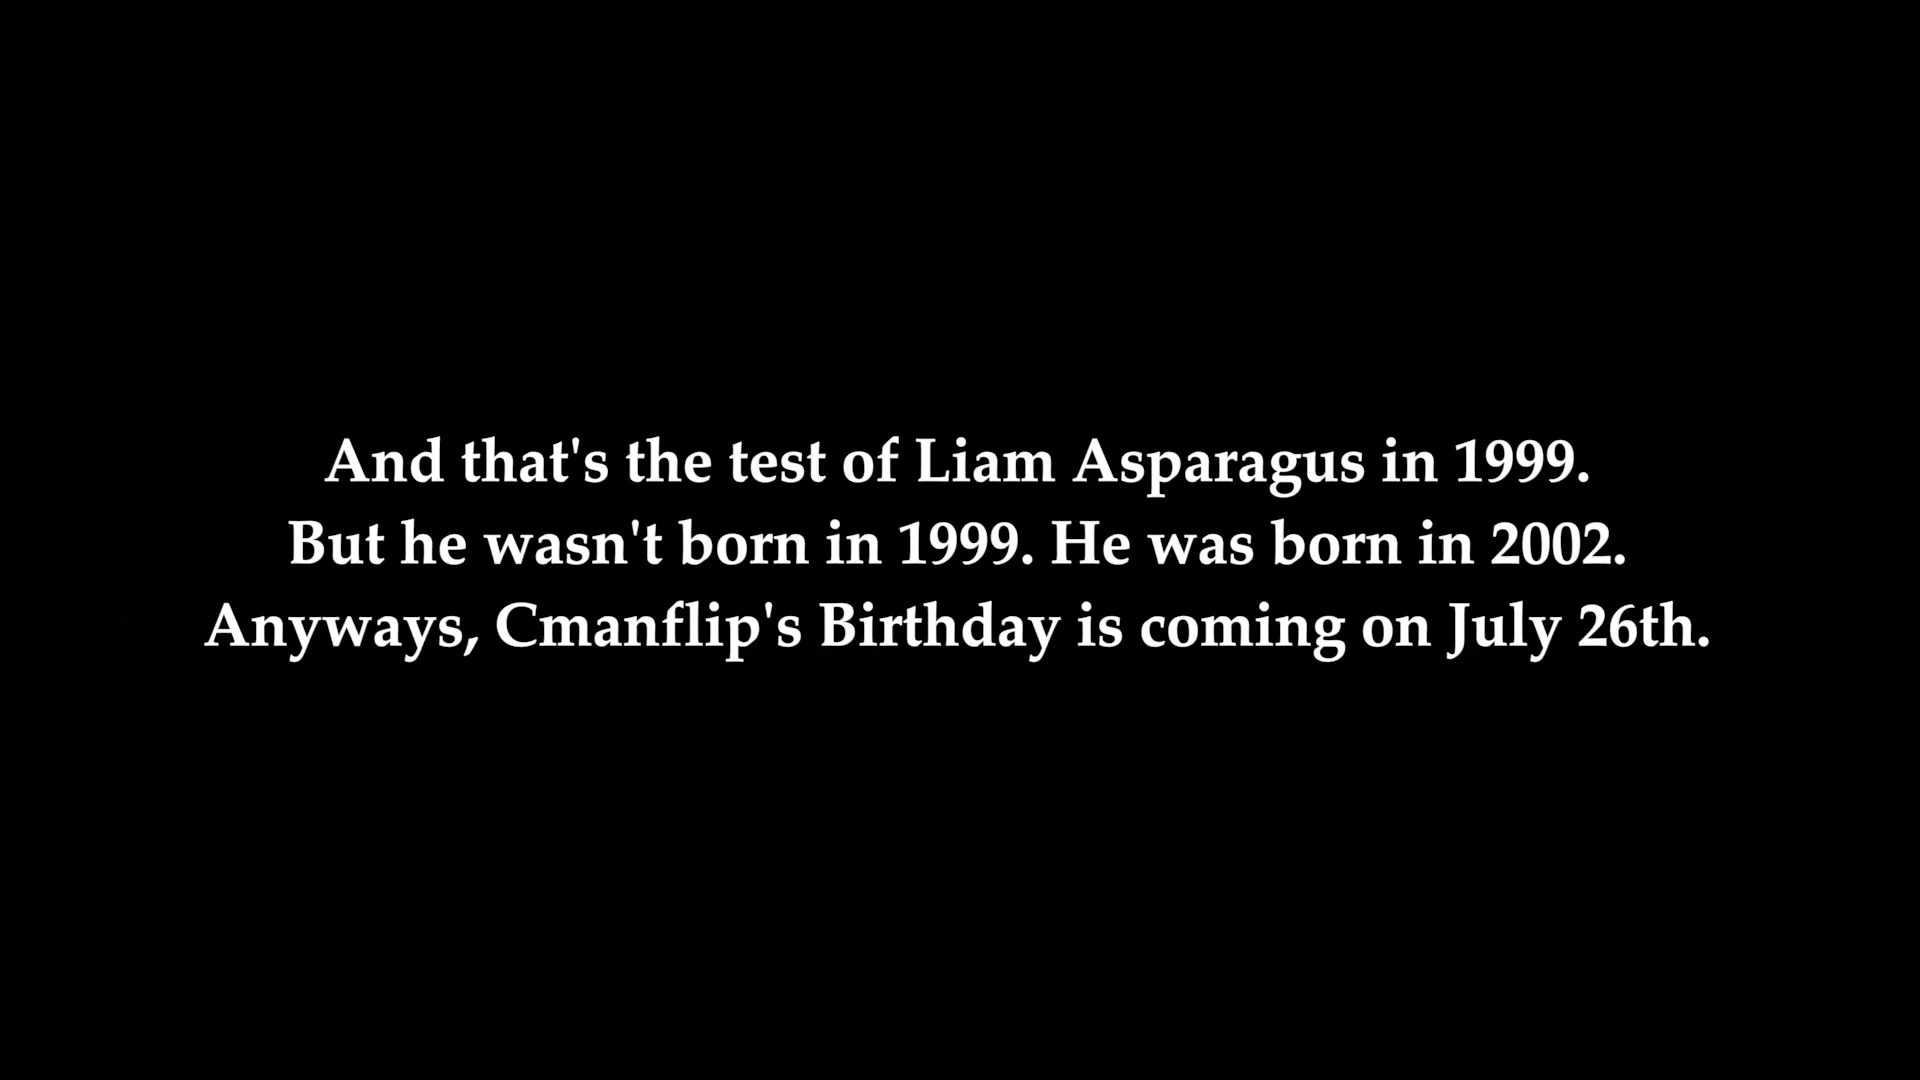 And that's the test of Liam Asparagus in 1999.
But he wasn't born in 1999. He was born in 2002.
Anyways, Cmanflip's Birthday is coming on July 26th.